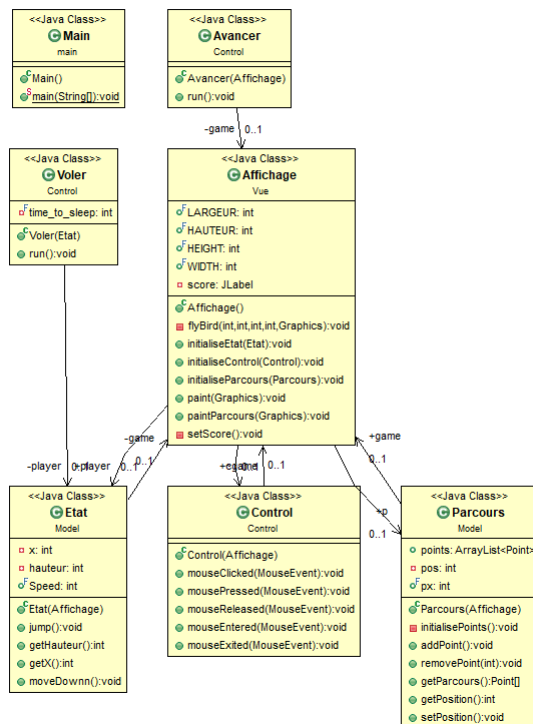 <<Java Class>>
Main
main
Main()
main(String[]):void
<<Java Class>>
Avancer
Control
Avancer(Affichage)
run():void
-game
0..1
<<Java Class>>
Voler
Control
time_to_sleep: int
Voler(Etat)
run():void
<<Java Class>>
Affichage
Vue
LARGEUR: int
HAUTEUR: int
HEIGHT: int
WIDTH: int
score: JLabel
Affichage()
flyBird(int,int,int,int,Graphics):void
initialiseEtat(Etat):void
initialiseControl(Control):void
initialiseParcours(Parcours):void
paint(Graphics):void
paintParcours(Graphics):void
setScore():void
-game
0..1
+game
0..1
-player
0..1
+player
0..1
+game
0..1
0..1
+p
0..1
<<Java Class>>
Etat
Model
x: int
hauteur: int
Speed: int
Etat(Affichage)
jump():void
getHauteur():int
getX():int
moveDownn():void
<<Java Class>>
Control
Control
Control(Affichage)
mouseClicked(MouseEvent):void
mousePressed(MouseEvent):void
mouseReleased(MouseEvent):void
mouseEntered(MouseEvent):void
mouseExited(MouseEvent):void
<<Java Class>>
Parcours
Model
points: ArrayList<Point>
pos: int
px: int
Parcours(Affichage)
initialisePoints():void
addPoint():void
removePoint(int):void
getParcours():Point[]
getPosition():int
setPosition():void